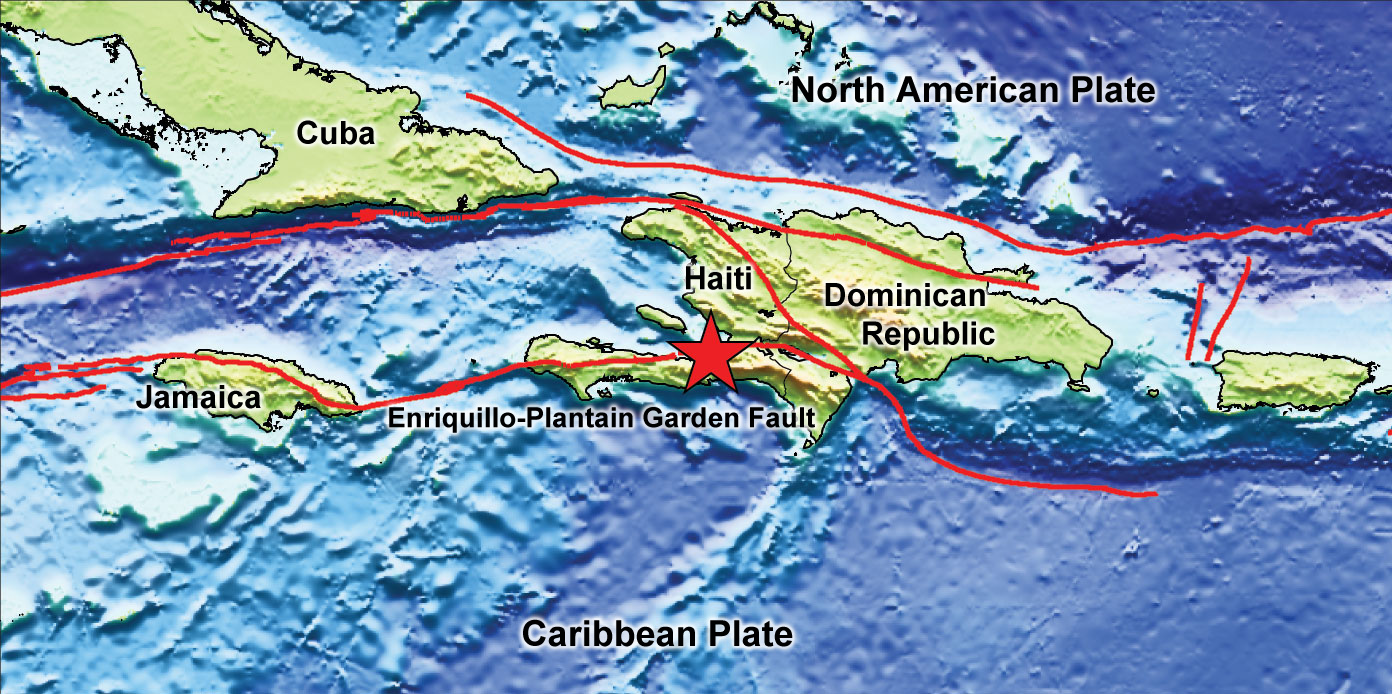 North American Plate
Cuba
Haiti
Dominican
Republic
Jamaica
Enriquillo-Plantain Garden Fault
Caribbean Plate